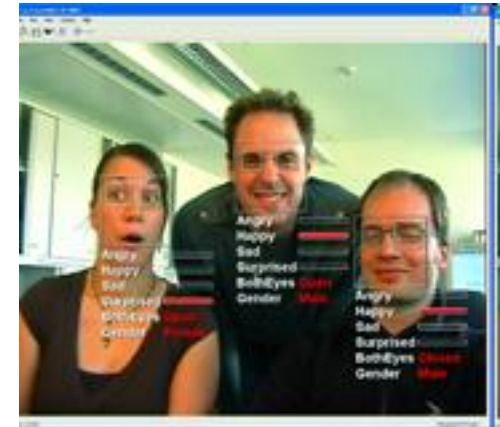 Angry
Happy
Sad
Surprised
BothEyes Open
Gender Female
Angry
Happy
Sad
Surprised
BothEyes Open
Gender Male
Angry
Happy
Sad
Surprised
BothEyes Closed
Gender Male